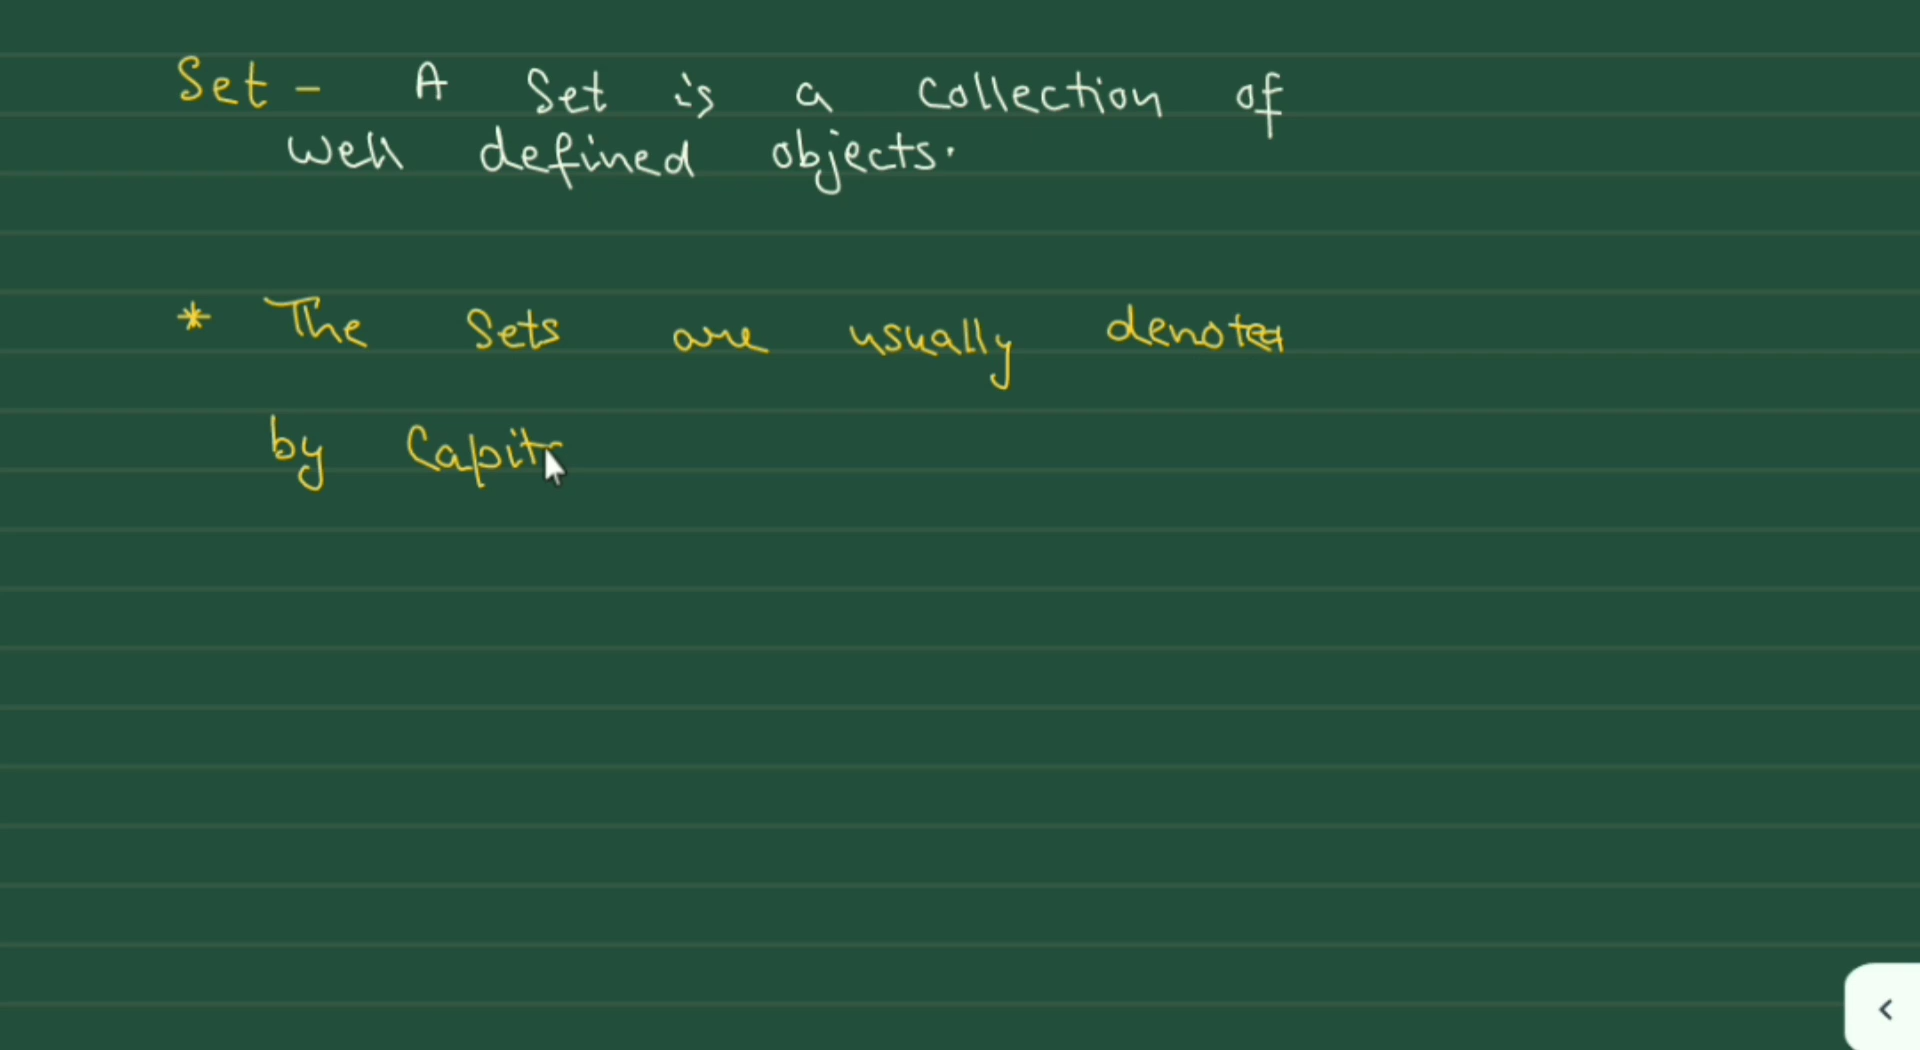 Set - A Set is a Collection of
well defined objects.
* The Sets are usually denoted
by Capit